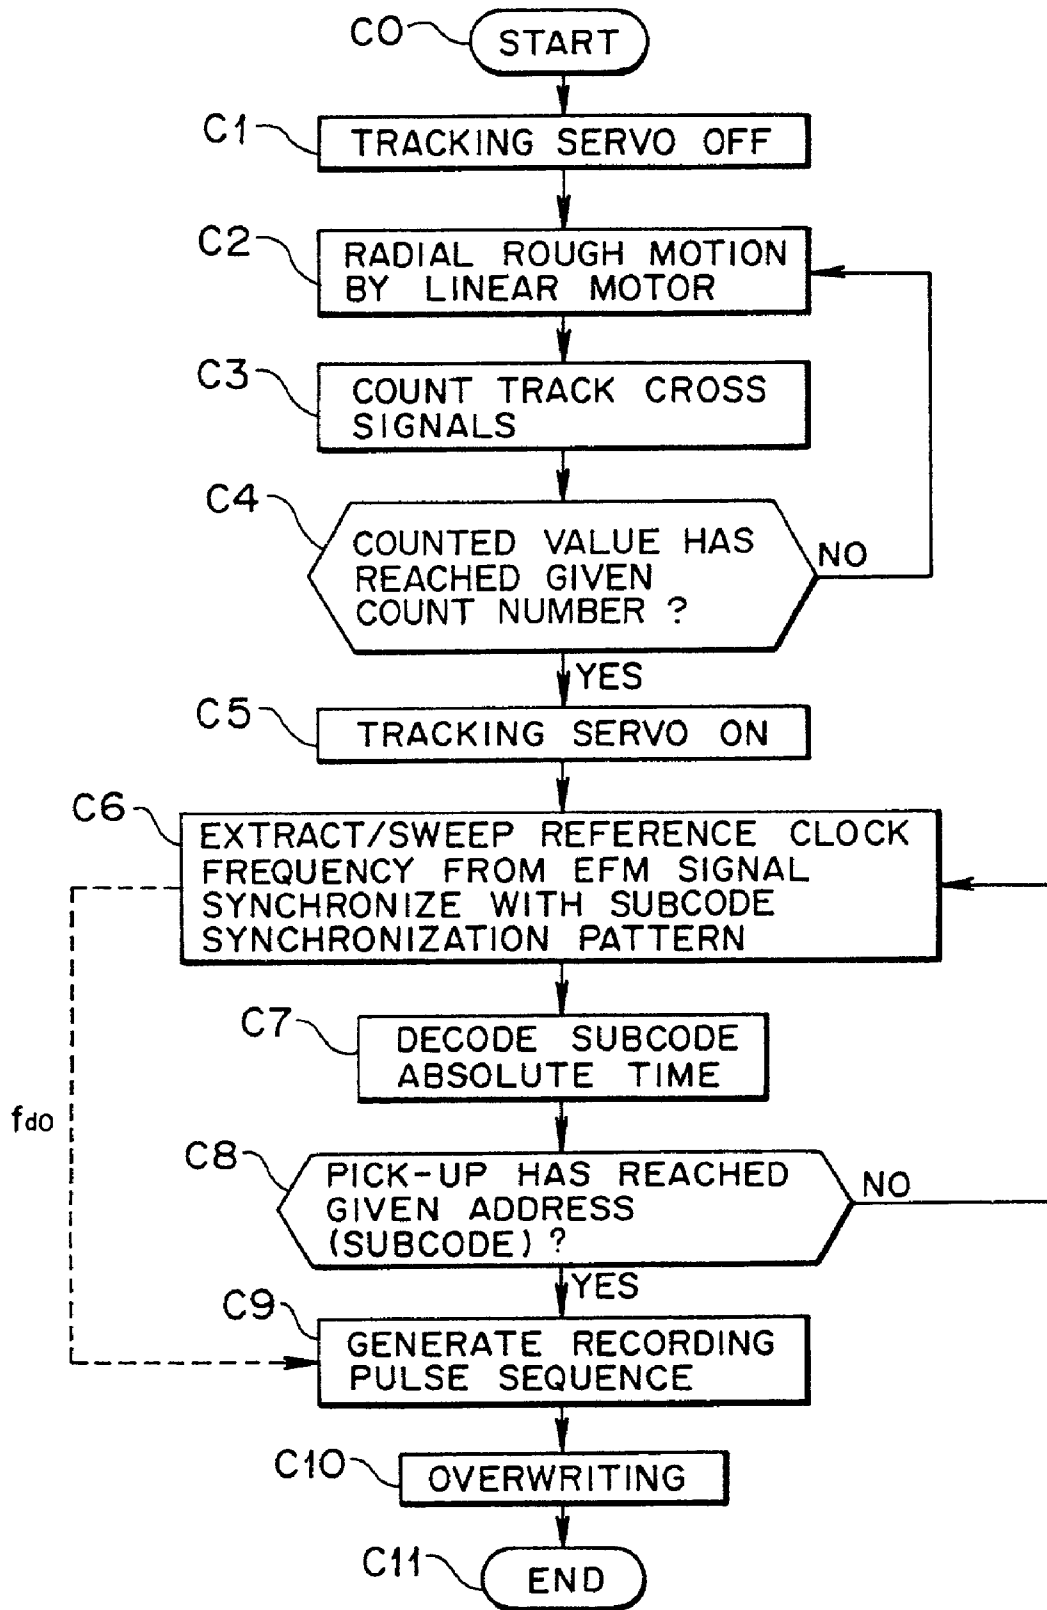 C0
START
C1
TRACKING SERVO OFF
C2
RADIAL ROUGH MOTION
BY LINEAR MOTOR
C3
COUNT TRACK CROSS
SIGNALS
C4
COUNTED VALUE HAS
REACHED GIVEN
COUNT NUMBER ?
NO
YES
C5
TRACKING SERVO ON
C6
EXTRACT/SWEEP REFERENCE CLOCK
FREQUENCY FROM EFM SIGNAL
SYNCHRONIZE WITH SUBCODE
SYNCHRONIZATION PATTERN
C7
DECODE SUBCODE
ABSOLUTE TIME
fd0
C8
PICK-UP HAS REACHED
GIVEN ADDRESS
(SUBCODE) ?
NO
YES
C9
GENERATE RECORDING
PULSE SEQUENCE
C10
OVERWRITING
C11
END